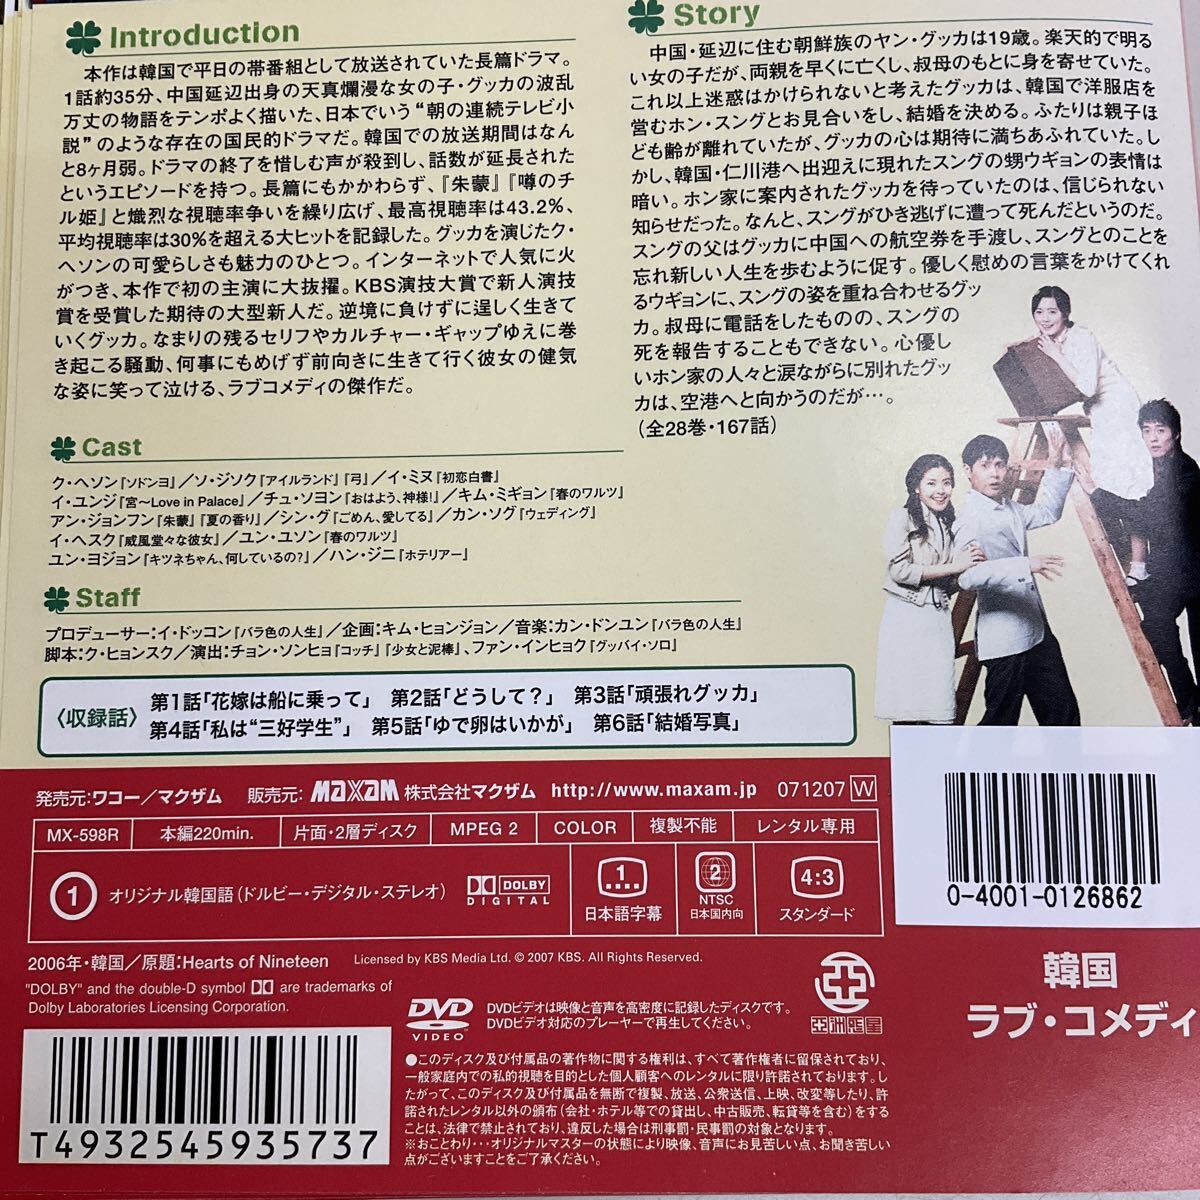 Introduction
本作は韓国で平日の帯番組として放送されていた長篇ドラマ。
1話約35分、中国延辺出身の天真爛漫な女の子・グッカの波乱
万丈の物語をテンポよく描いた、日本でいう“朝の連続テレビ小
説”のような存在の国民的ドラマだ。韓国での放送期間はなん
と8ヶ月弱。ドラマの終了を惜しむ声が殺到し、話数が延長された
というエピソードを持つ。長篇にもかかわらず、『朱蒙』『噂のチ
ル姫』と熾烈な視聴率争いを繰り広げ、最高視聴率は43.2%、
平均視聴率は30%を超える大ヒットを記録した。グッカを演じたク・
ヘソンの可愛らしさも魅力のひとつ。インターネットで人気に火
がつき、本作で初の主演に大抜擢。KBS演技大賞で新人演技
賞を受賞した期待の大型新人だ。逆境に負けずに逞しく生きて
いくグッカ。なまりの残るセリフやカルチャー・ギャップゆえに巻
き起こる騒動、何事にもめげず前向きに生きて行く彼女の健気
な姿に笑って泣ける、ラブコメディの傑作だ。
Story
中国・延辺に住む朝鮮族のヤン・グッカは19歳。楽天的で明る
い女の子だが、両親を早くに亡くし、叔母のもとに身を寄せていた。
これ以上迷惑はかけられないと考えたグッカは、韓国で洋服店を
営むホン・スングとお見合いをし、結婚を決める。ふたりは親子ほ
ども齢が離れていたが、グッカの心は期待に満ちあふれていた。し
かし、韓国・仁川港へ出迎えに現れたスングの甥ウギョンの表情は
暗い。ホン家に案内されたグッカを待っていたのは、信じられない
知らせだった。なんと、スングがひき逃げに遭って死んだというのだ。
スングの父はグッカに中国への航空券を手渡し、スングとのことを
忘れ新しい人生を歩むように促す。優しく慰めの言葉をかけてくれ
るウギョンに、スングの姿を重ね合わせるグッ
カ。叔母に電話をしたものの、スングの
死を報告することもできない。心優し
いホン家の人々と涙ながらに別れたグッ
カは、空港へと向かうのだが…。
(全28巻・167話)
Cast
ク・ヘソン『ソドンヨ』／ソ・ジソク『アイルランド』『弓』／イ・ミヌ『初恋白書』
イ・ユンジ『宮～Love in Palace』／チュ・ソヨン『おはよう、神様!』／キム・ミギョン『春のワルツ』
アン・ジョンフン『朱蒙』『夏の香り』／シン・グ『ごめん、愛してる』／カン・ソグ『ウェディング』
イ・ヘスク『威風堂々な彼女』／ユン・ユソン『春のワルツ』
ユン・ヨジョン『キツネちゃん、何しているの?』／ハン・ジニ『ホテリアー』
Staff
プロデューサー:イ・ドッコン『バラ色の人生』／企画:キム・ヒョンジョン／音楽:カン・ドンユン『バラ色の人生』
脚本:ク・ヒョンスク／演出:チョン・ソンヒョ『コッチ』『少女と泥棒』、ファン・インヒョク『グッバイ・ソロ』
〈収録話〉
第1話「花嫁は船に乗って」 第2話「どうして？」 第3話「頑張れグッカ」
第4話「私は“三好学生”」 第5話「ゆで卵はいかが」 第6話「結婚写真」
発売元:ワコー／マクザム 販売元: MAXAM 株式会社マクザム http://www.maxam.jp 071207 W
MX-598R 本編220min. 片面・2層ディスク MPEG 2 COLOR 複製不能 レンタル専用
1 オリジナル韓国語(ドルビー・デジタル・ステレオ) DOLBY DIGITAL
1 日本語字幕
2 NTSC 日本国内向
4:3 スタンダード
0-4001-0126862
2006年・韓国／原題:Hearts of Nineteen Licensed by KBS Media Ltd. © 2007 KBS. All Rights Reserved.
"DOLBY" and the double-D symbol are trademarks of
Dolby Laboratories Licensing Corporation.
DVD VIDEO
DVDビデオは映像と音声を高密度に記録したディスクです。
DVDビデオ対応のプレーヤーで再生してください。
亞洲影星
韓国
ラブ・コメディ
T4932545935737
●このディスク及び付属品の著作物に関する権利は、すべて著作権者に留保されており、
一般家庭内での私的視聴を目的とした個人顧客へのレンタルに限り許諾されております。し
たがって、このディスク及び付属品を無断で複製、放送、公衆送信、上映、改変等したり、許
諾されたレンタル以外の頒布(会社・ホテル等での貸出し、中古販売、転貸等を含む)をする
ことは、法律で禁止されており、違反した場合は刑事罰・民事罰の対象となります。
※おことわり･･･オリジナルマスターの状態により映像、音声にお見苦しい点、お聞き苦しい
点がございますことをご了承ください。